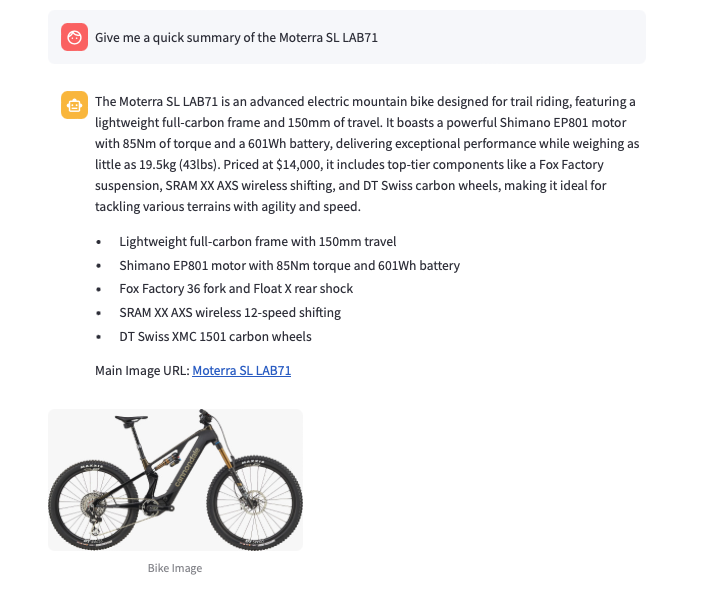 Give me a quick summary of the Moterra SL LAB71
The Moterra SL LAB71 is an advanced electric mountain bike designed for trail riding, featuring a
lightweight full-carbon frame and 150mm of travel. It boasts a powerful Shimano EP801 motor
with 85Nm of torque and a 601Wh battery, delivering exceptional performance while weighing as
little as 19.5kg (43lbs). Priced at $14,000, it includes top-tier components like a Fox Factory
suspension, SRAM XX AXS wireless shifting, and DT Swiss carbon wheels, making it ideal for
tackling various terrains with agility and speed.
• Lightweight full-carbon frame with 150mm travel
• Shimano EP801 motor with 85Nm torque and 601Wh battery
• Fox Factory 36 fork and Float X rear shock
• SRAM XX AXS wireless 12-speed shifting
• DT Swiss XMC 1501 carbon wheels
Main Image URL: Moterra SL LAB71
cannondale
MAXXIS
MAXXIS
Bike Image